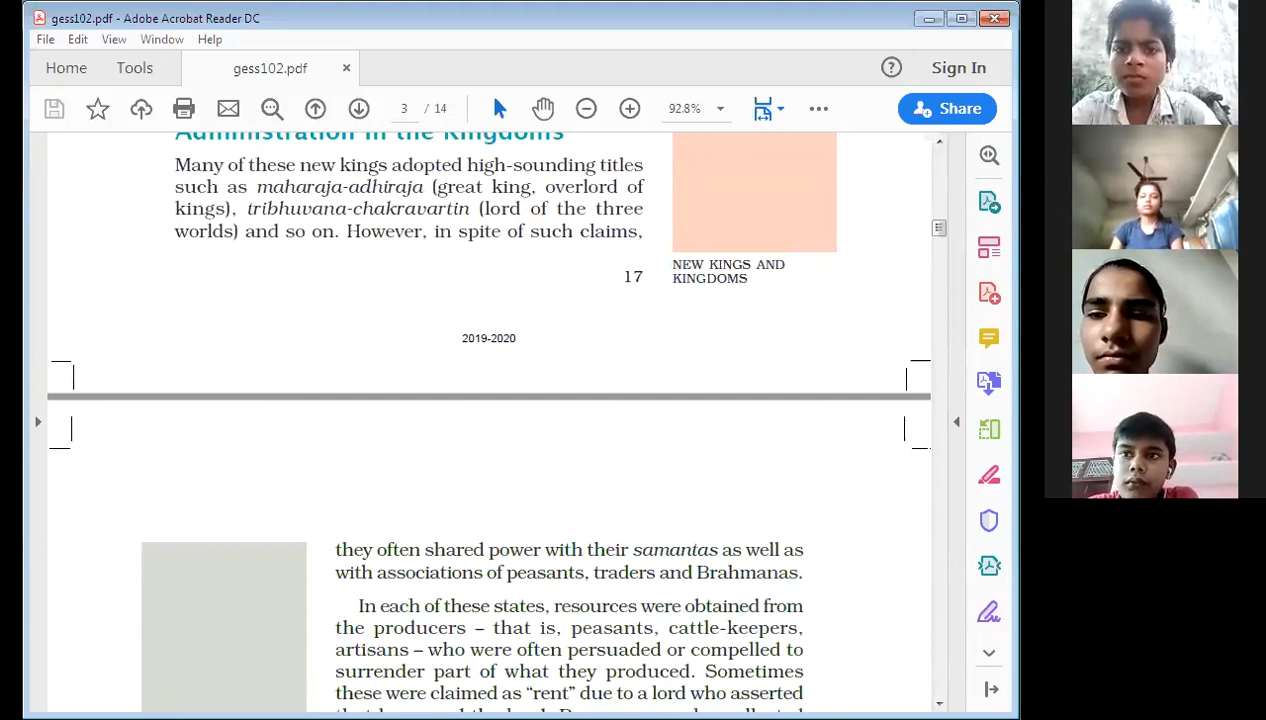 gess102.pdf - Adobe Acrobat Reader DC
File Edit View Window Help
Home Tools gess102.pdf × Sign In
3 / 14 92.8% Share
Administration in the Kingdoms
Many of these new kings adopted high-sounding titles
such as maharaja-adhiraja (great king, overlord of
kings), tribhuvana-chakravartin (lord of the three
worlds) and so on. However, in spite of such claims,
17
NEW KINGS AND
KINGDOMS
2019-2020
they often shared power with their samantas as well as
with associations of peasants, traders and Brahmanas.
In each of these states, resources were obtained from
the producers – that is, peasants, cattle-keepers,
artisans – who were often persuaded or compelled to
surrender part of what they produced. Sometimes
these were claimed as “rent” due to a lord who asserted